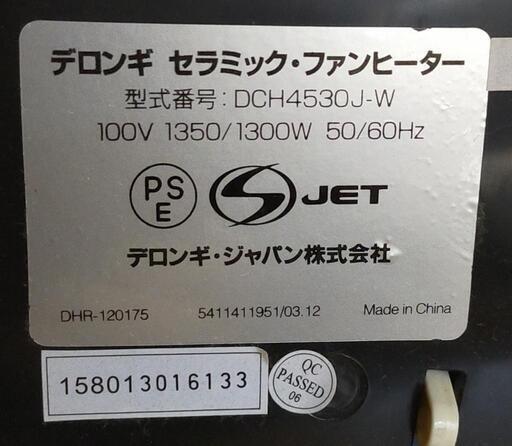 デロンギ セラミック・ファンヒーター
型式番号：DCH4530J-W
100V 1350/1300W 50/60Hz
PS
E
JET
デロンギ・ジャパン株式会社
DHR-120175 5411411951/03.12 Made in China
158013016133
QC
PASSED
06